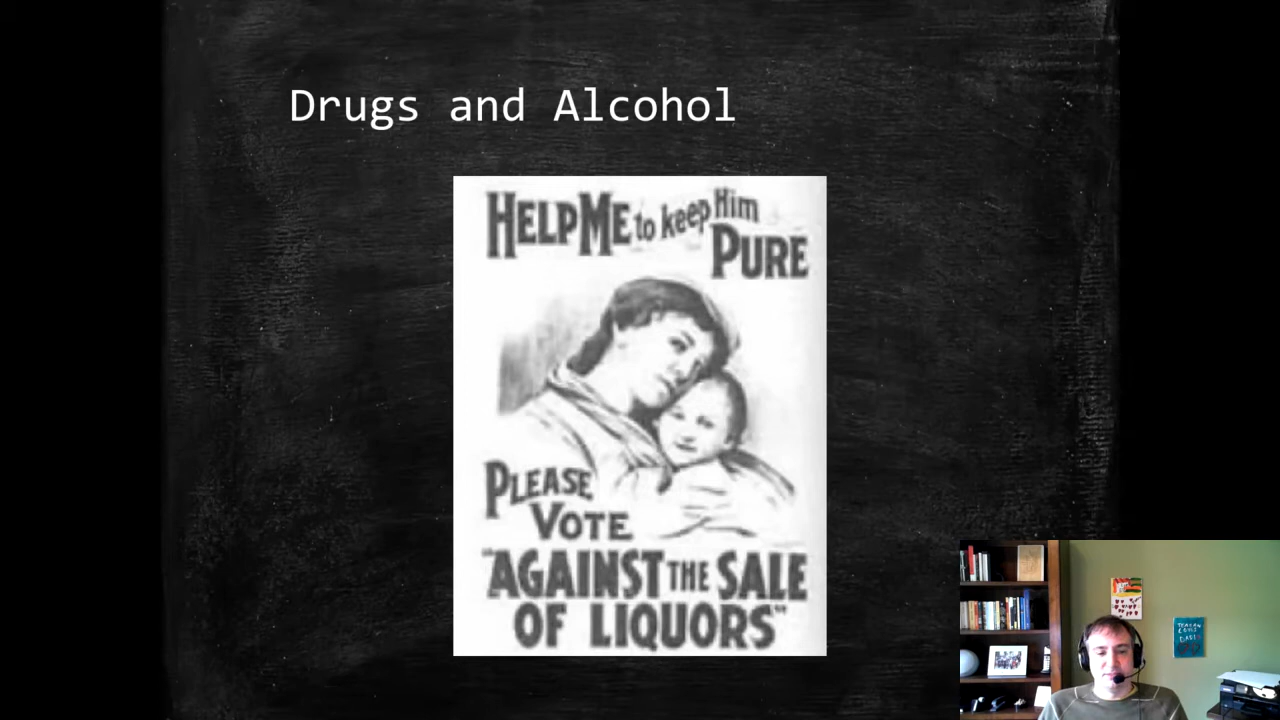 Drugs and Alcohol
HELP ME to keep Him
PURE
PLEASE
VOTE
"AGAINST THE SALE
OF LIQUORS"